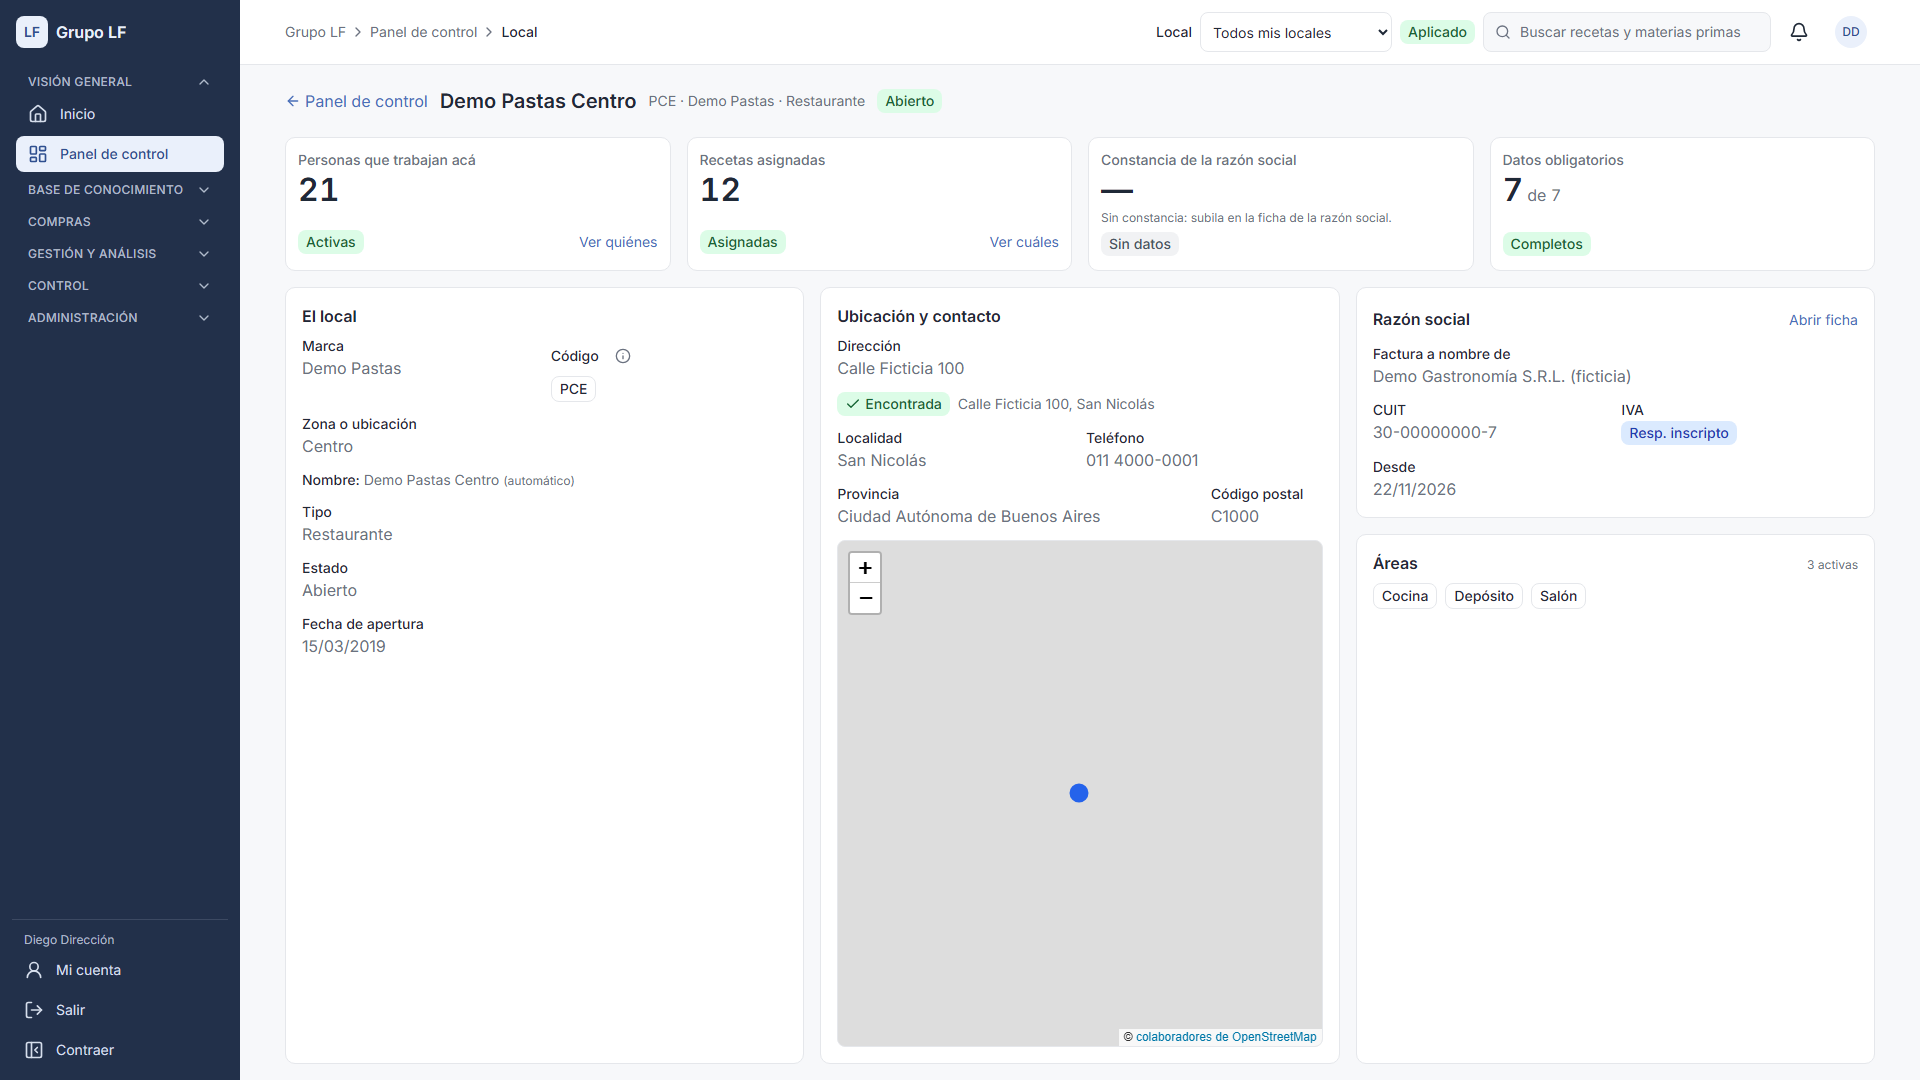 LF Grupo LF
VISIÓN GENERAL
Inicio
Panel de control
BASE DE CONOCIMIENTO
COMPRAS
GESTIÓN Y ANÁLISIS
CONTROL
ADMINISTRACIÓN
Diego Dirección
Mi cuenta
Salir
Contraer
Grupo LF > Panel de control > Local
Local Todos mis locales Aplicado Buscar recetas y materias primas DD
← Panel de control Demo Pastas Centro PCE · Demo Pastas · Restaurante Abierto
Personas que trabajan acá
21
Activas Ver quiénes
Recetas asignadas
12
Asignadas Ver cuáles
Constancia de la razón social
—
Sin constancia: subila en la ficha de la razón social.
Sin datos
Datos obligatorios
7 de 7
Completos
El local
Marca
Demo Pastas
Código
PCE
Zona o ubicación
Centro
Nombre: Demo Pastas Centro (automático)
Tipo
Restaurante
Estado
Abierto
Fecha de apertura
15/03/2019
Ubicación y contacto
Dirección
Calle Ficticia 100
Encontrada Calle Ficticia 100, San Nicolás
Localidad
San Nicolás
Teléfono
011 4000-0001
Provincia
Ciudad Autónoma de Buenos Aires
Código postal
C1000
+
−
© colaboradores de OpenStreetMap
Razón social Abrir ficha
Factura a nombre de
Demo Gastronomía S.R.L. (ficticia)
CUIT
30-00000000-7
IVA
Resp. inscripto
Desde
22/11/2026
Áreas 3 activas
Cocina Depósito Salón